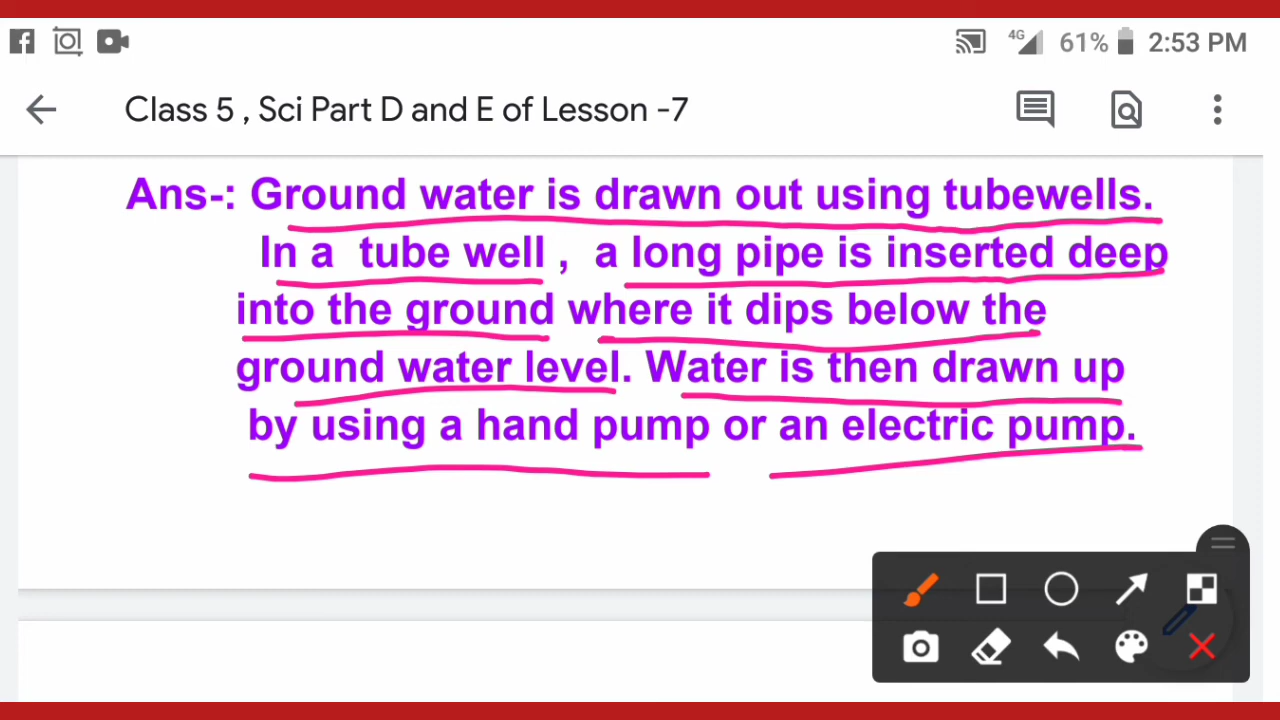 4G 61% 2:53 PM
Class 5 , Sci Part D and E of Lesson -7
Ans-: Ground water is drawn out using tubewells.
In a tube well , a long pipe is inserted deep
into the ground where it dips below the
ground water level. Water is then drawn up
by using a hand pump or an electric pump.